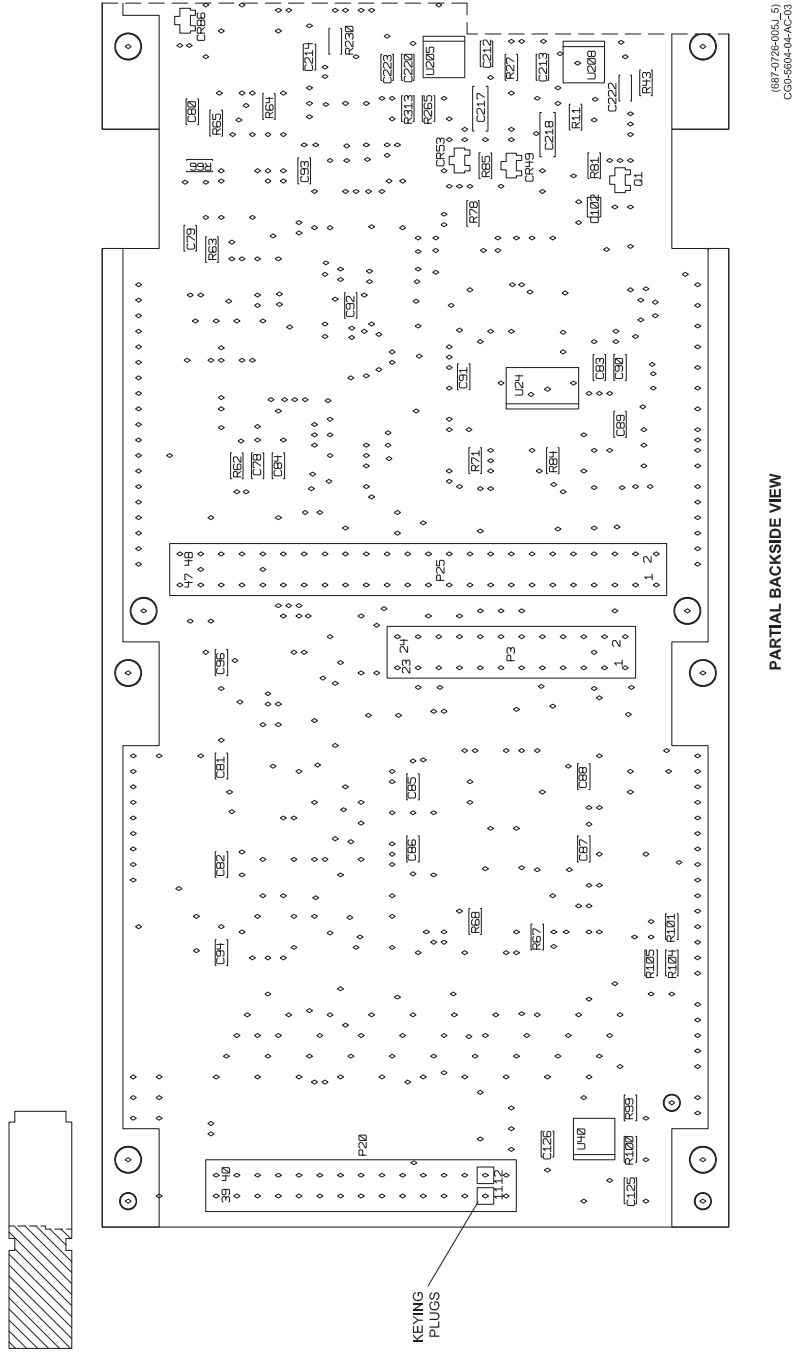 (687-0726-005J_5)
CG0-5604-04-AC-03
CR86
R230
C214
C223
C220
U205
C212
R27
C213
U208
C222
R43
C80
R65
R64
R313
R265
C217
C218
R11
C93
CR53
R85
CR49
R81
Q1
C102
R78
C79
R63
C92
C91
U24
C83
C90
C89
R62
C78
C84
R71
R84
47 48
P25
1 2
23 24
P3
1 2
C96
C81
C85
C88
C82
C86
C87
C94
R68
R67
R101
R105
R104
P20
39 40
1112
C126
U40
R99
R100
C125
KEYING
PLUGS
PARTIAL BACKSIDE VIEW